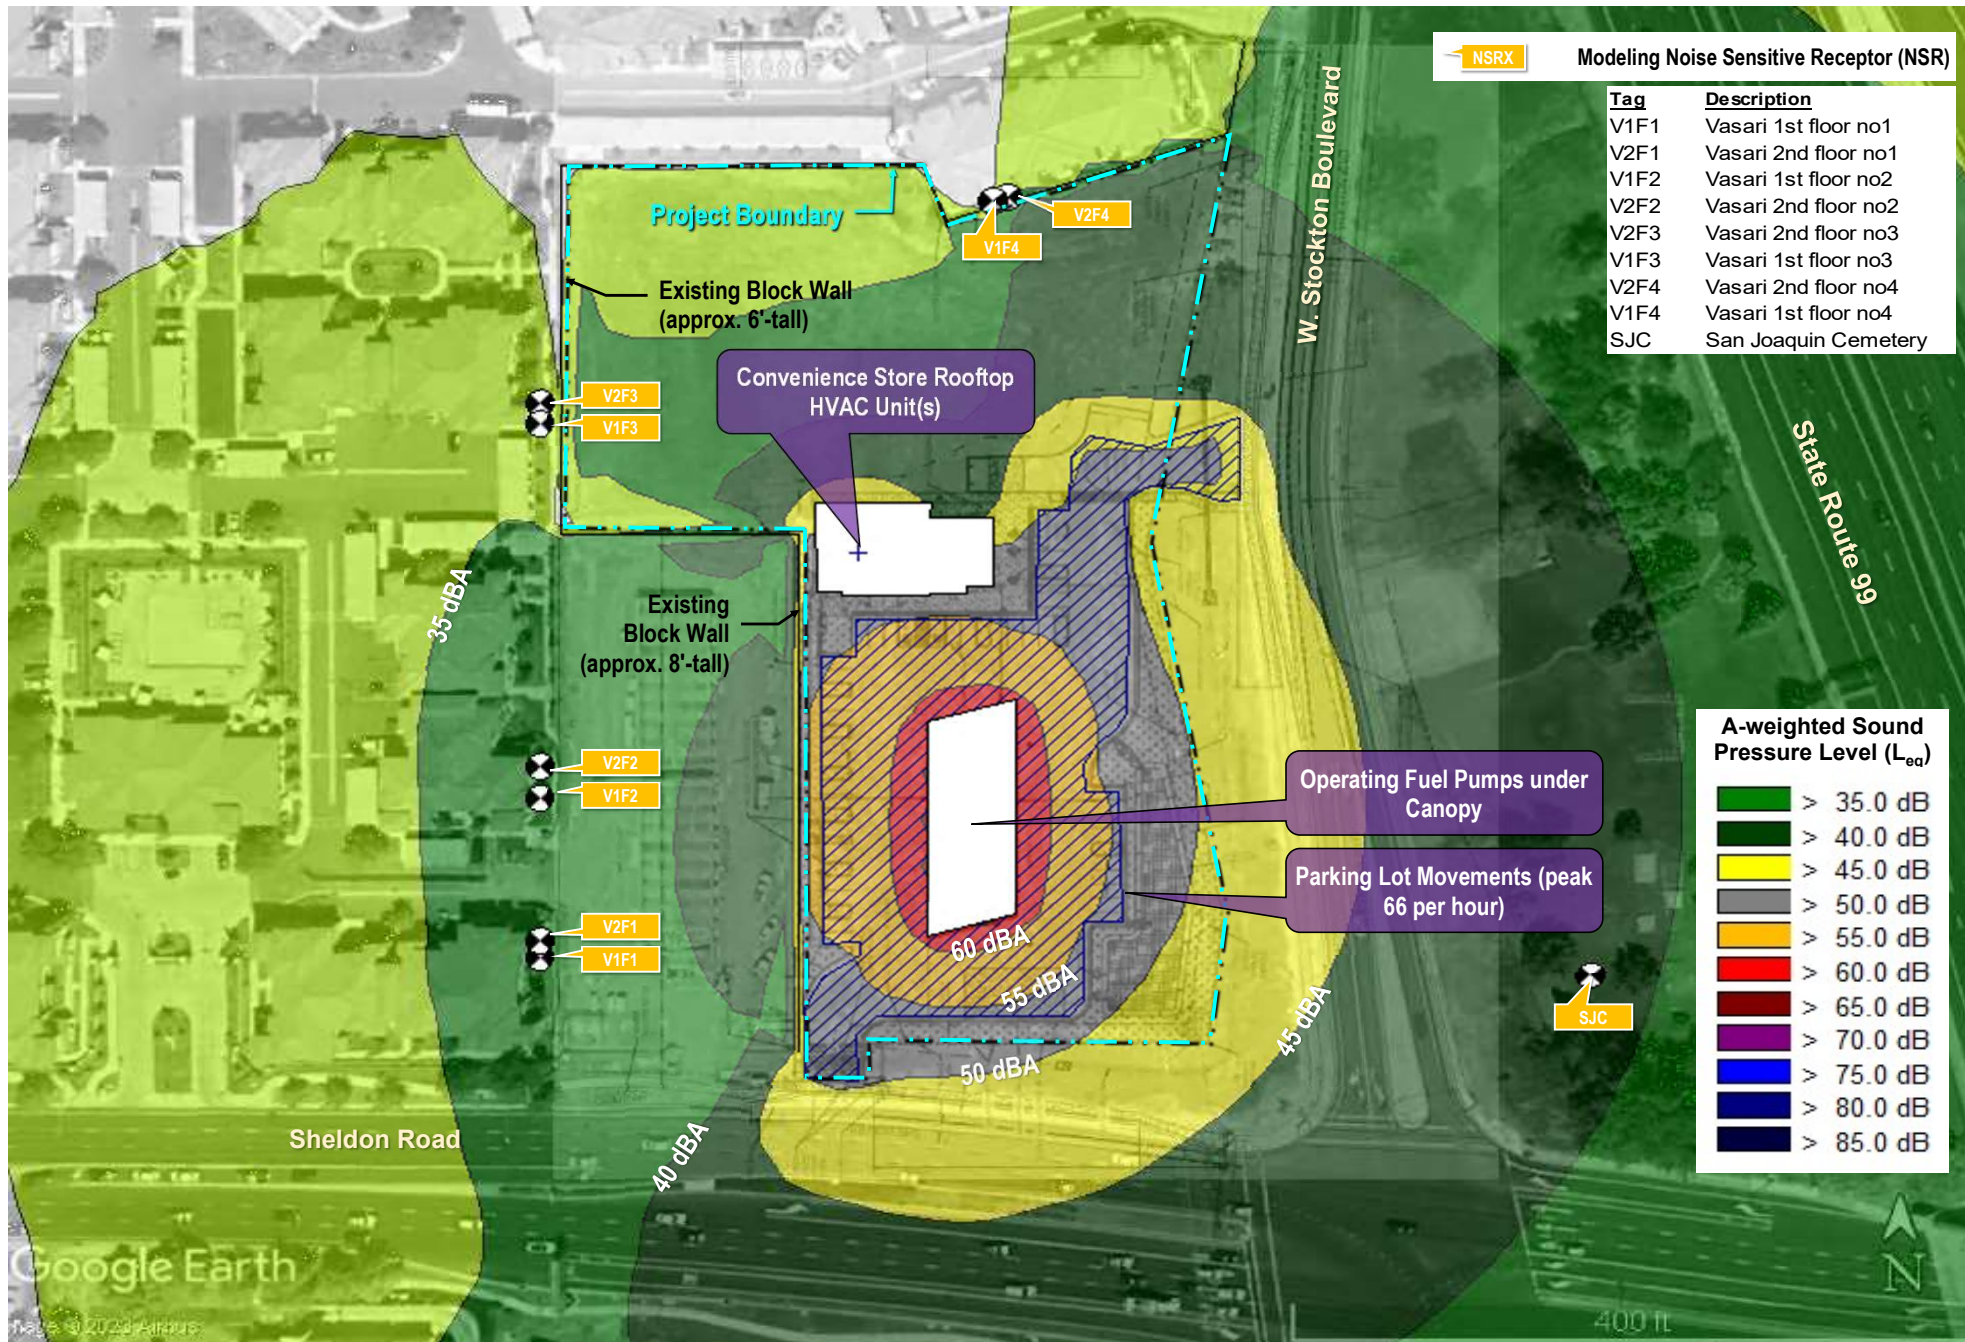 NSRX Modeling Noise Sensitive Receptor (NSR)
Tag Description
V1F1 Vasari 1st floor no1
V2F1 Vasari 2nd floor no1
V1F2 Vasari 1st floor no2
V2F2 Vasari 2nd floor no2
V2F3 Vasari 2nd floor no3
V1F3 Vasari 1st floor no3
V2F4 Vasari 2nd floor no4
V1F4 Vasari 1st floor no4
SJC San Joaquin Cemetery
W. Stockton Boulevard
Project Boundary
V2F4
V1F4
Existing Block Wall
(approx. 6'-tall)
Convenience Store Rooftop
HVAC Unit(s)
V2F3
V1F3
State Route 99
35 dBA
Existing
Block Wall
(approx. 8'-tall)
V2F2
V1F2
Operating Fuel Pumps under
Canopy
Parking Lot Movements (peak
66 per hour)
V2F1
V1F1
60 dBA
55 dBA
50 dBA
45 dBA
40 dBA
SJC
A-weighted Sound
Pressure Level (Leq)
> 35.0 dB
> 40.0 dB
> 45.0 dB
> 50.0 dB
> 55.0 dB
> 60.0 dB
> 65.0 dB
> 70.0 dB
> 75.0 dB
> 80.0 dB
> 85.0 dB
Sheldon Road
Google Earth
N
400 ft